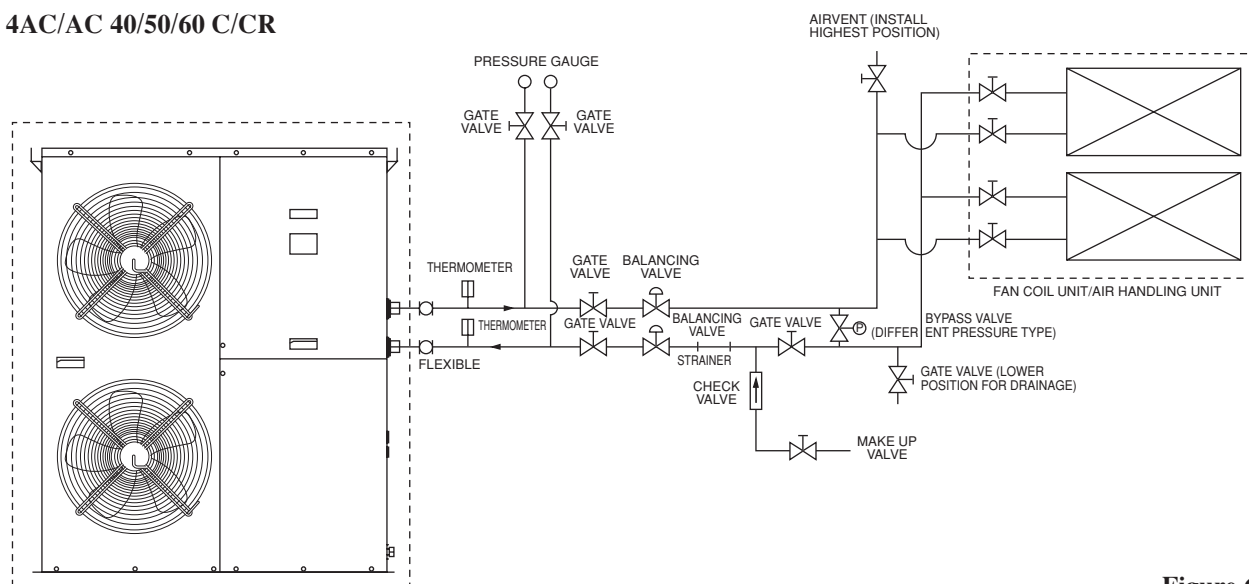 4AC/AC 40/50/60 C/CR
AIRVENT (INSTALL
HIGHEST POSITION)
PRESSURE GAUGE
GATE
VALVE
GATE
VALVE
THERMOMETER
GATE
VALVE
BALANCING
VALVE
FAN COIL UNIT/AIR HANDLING UNIT
THERMOMETER
GATE VALVE
BALANCING
VALVE
GATE VALVE
P
BYPASS VALVE
(DIFFER ENT PRESSURE TYPE)
FLEXIBLE
STRAINER
CHECK
VALVE
GATE VALVE (LOWER
POSITION FOR DRAINAGE)
MAKE UP
VALVE